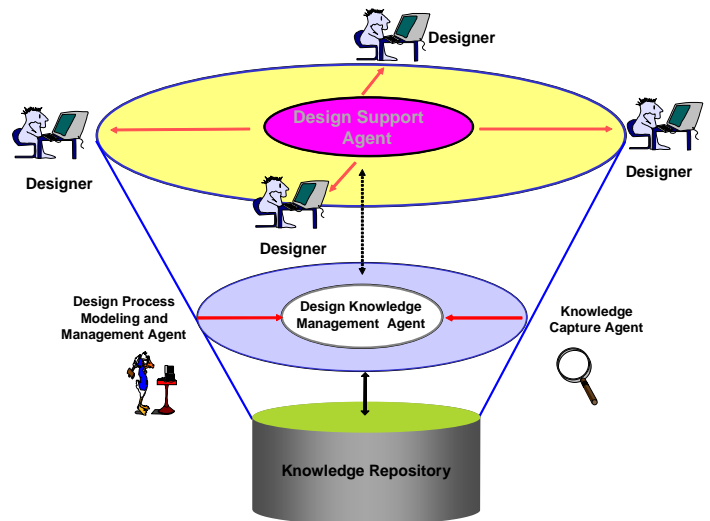 Designer
Design Support
Agent
Designer
Designer
Designer
Design Process
Modeling and
Management Agent
Design Knowledge
Management Agent
Knowledge
Capture Agent
Knowledge Repository